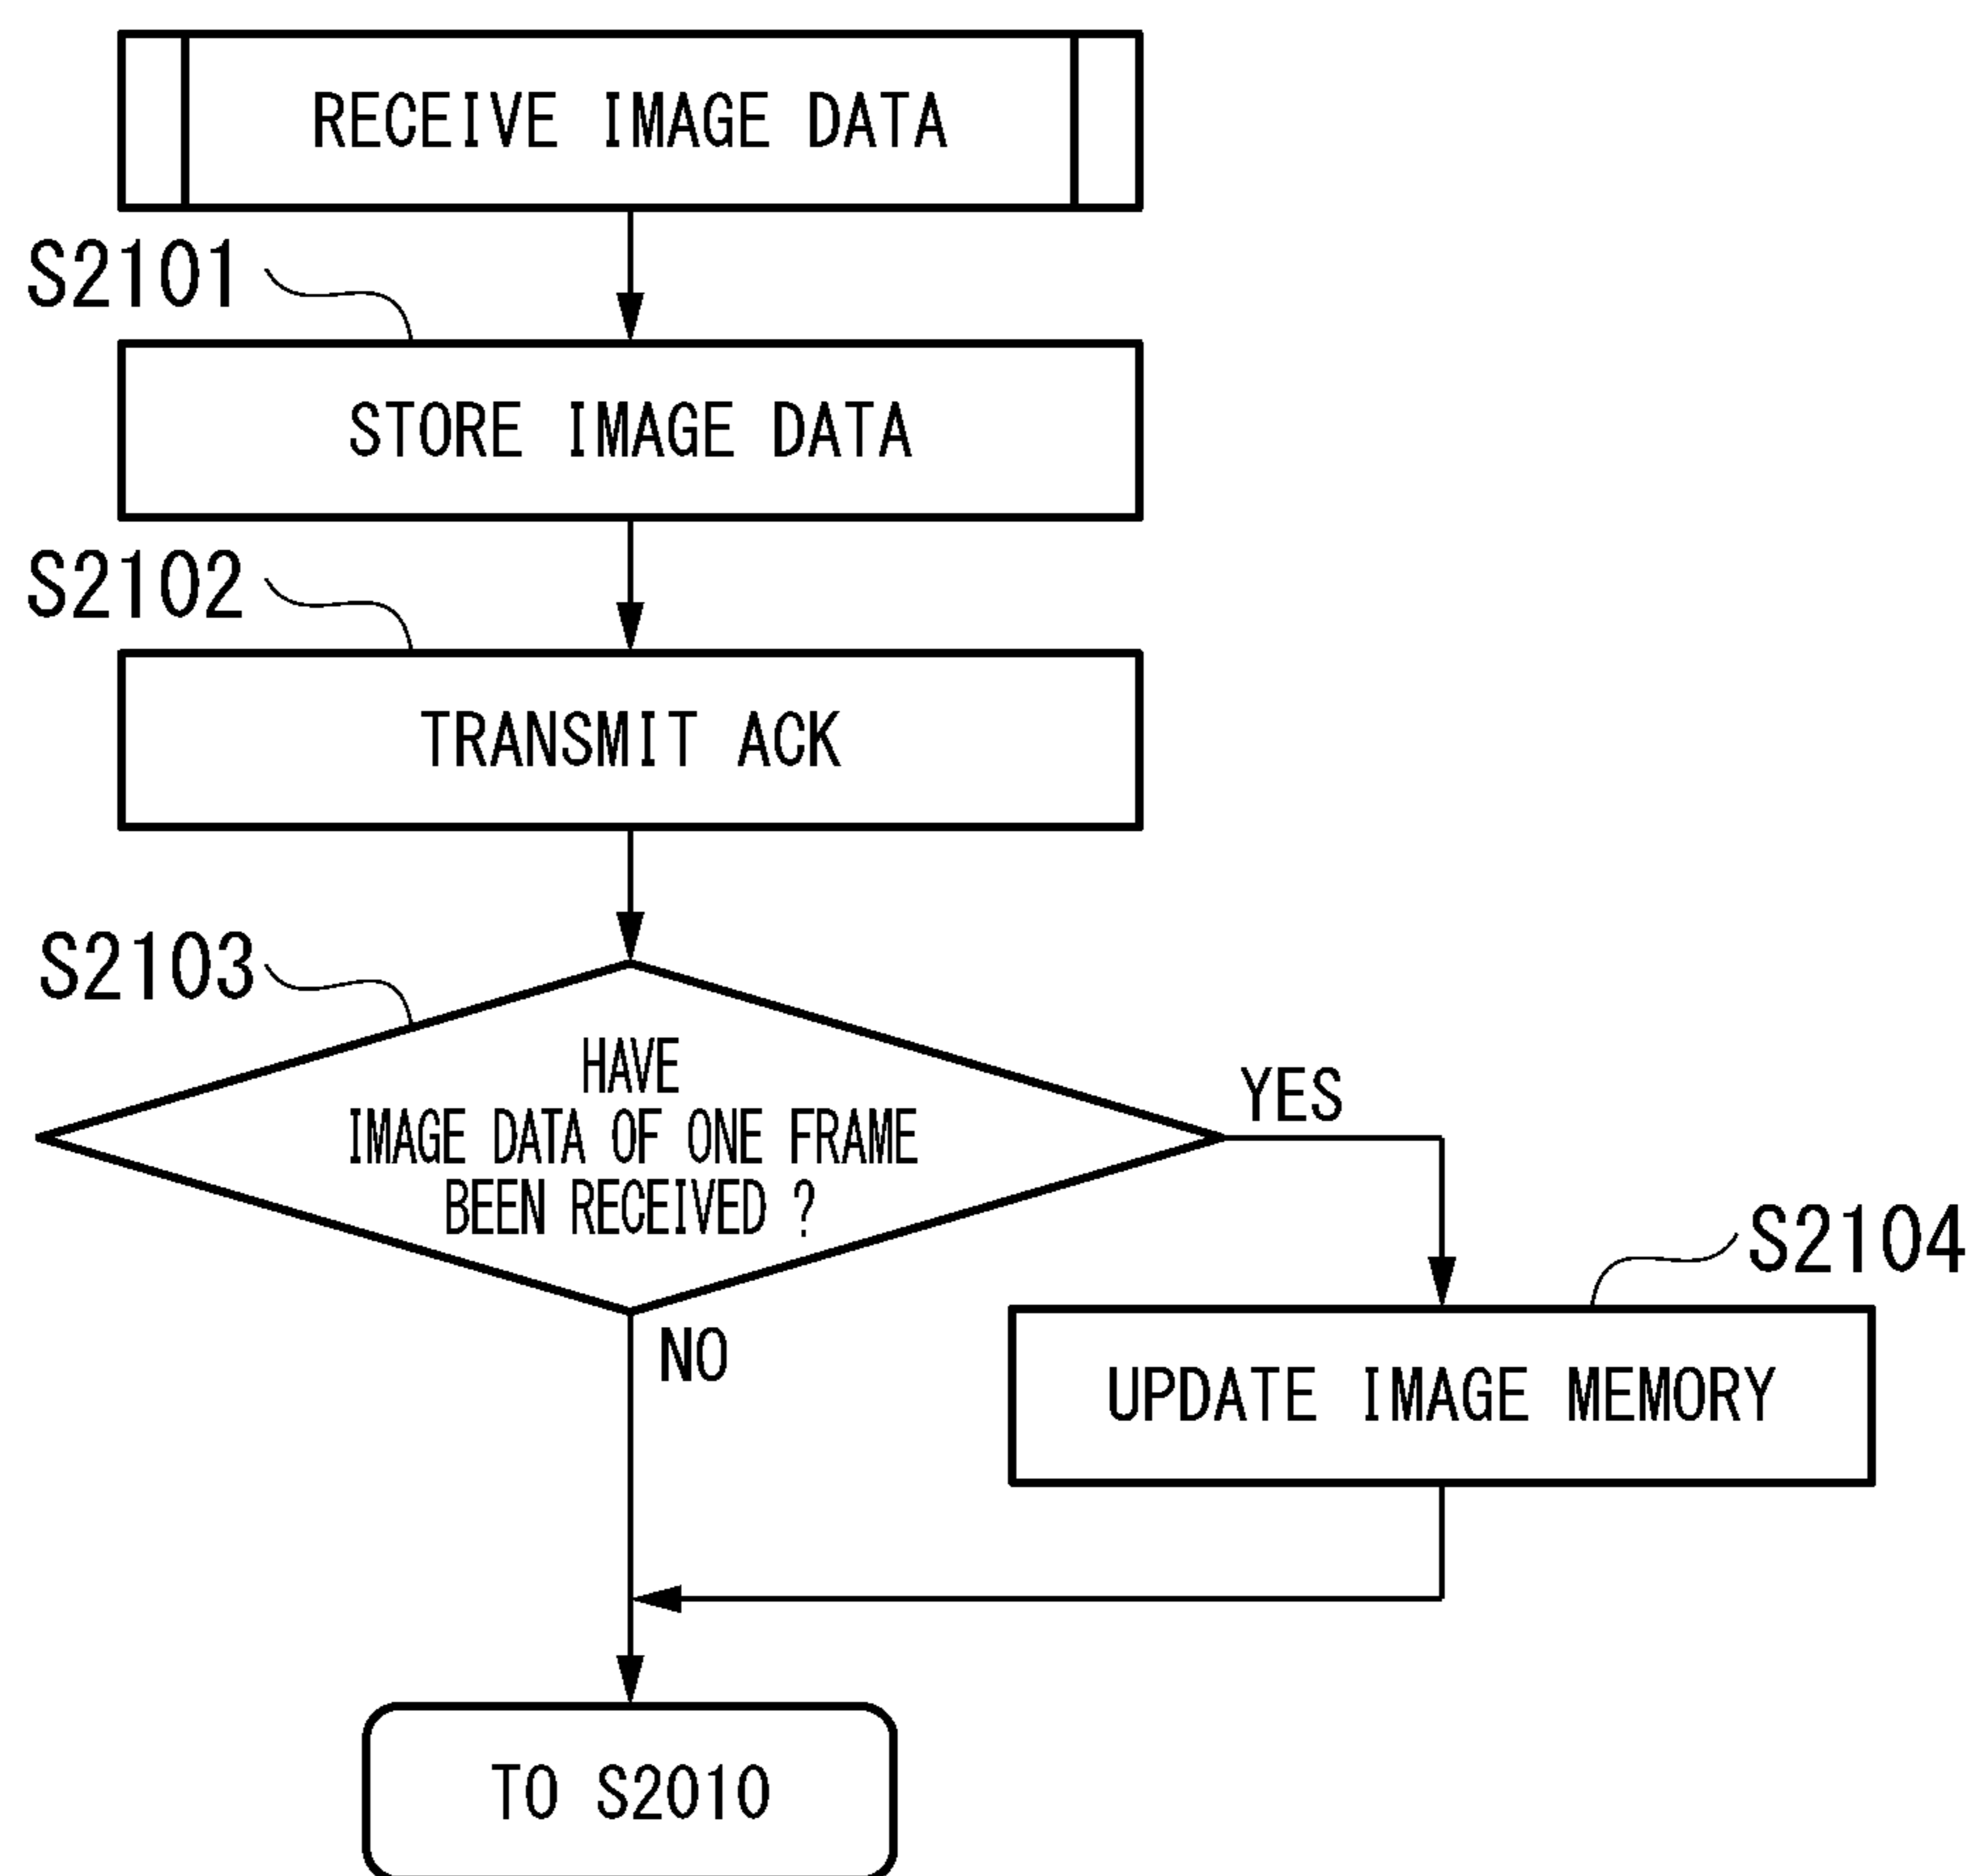 RECEIVE IMAGE DATA
S2101
STORE IMAGE DATA
S2102
TRANSMIT ACK
S2103
HAVE
IMAGE DATA OF ONE FRAME
BEEN RECEIVED ?
YES
S2104
NO
UPDATE IMAGE MEMORY
TO S2010